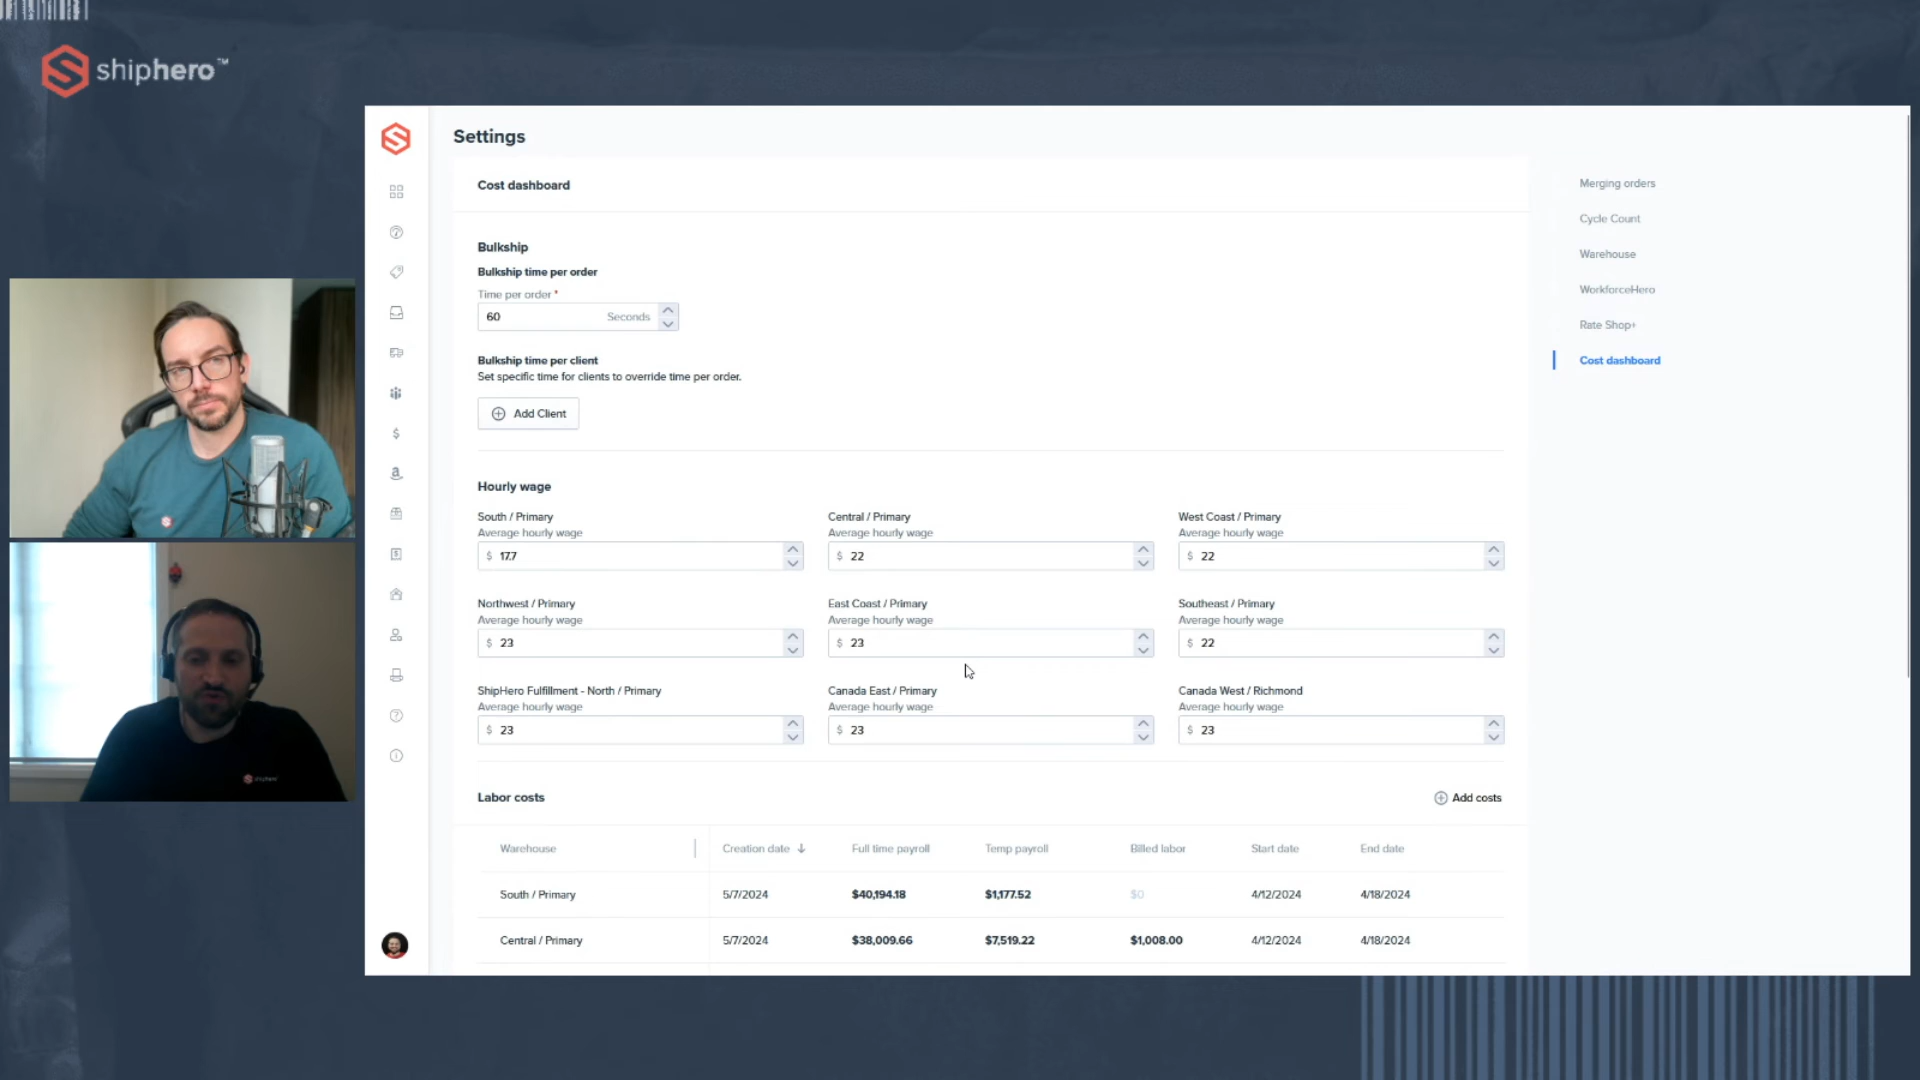 shiphero™
Settings
Cost dashboard
Bulkship
Bulkship time per order
Time per order *
60 Seconds
Bulkship time per client
Set specific time for clients to override time per order.
Add Client
Hourly wage
South / Primary
Average hourly wage
$ 17.7
Central / Primary
Average hourly wage
$ 22
West Coast / Primary
Average hourly wage
$ 22
Northwest / Primary
Average hourly wage
$ 23
East Coast / Primary
Average hourly wage
$ 23
Southeast / Primary
Average hourly wage
$ 22
ShipHero Fulfillment - North / Primary
Average hourly wage
$ 23
Canada East / Primary
Average hourly wage
$ 23
Canada West / Richmond
Average hourly wage
$ 23
Labor costs
Add costs
Warehouse Creation date Full time payroll Temp payroll Billed labor Start date End date
South / Primary 5/7/2024 $40,194.18 $1,177.52 $0 4/12/2024 4/18/2024
Central / Primary 5/7/2024 $38,009.66 $7,519.22 $1,008.00 4/12/2024 4/18/2024
Merging orders
Cycle Count
Warehouse
WorkforceHero
Rate Shop+
Cost dashboard
shiphero